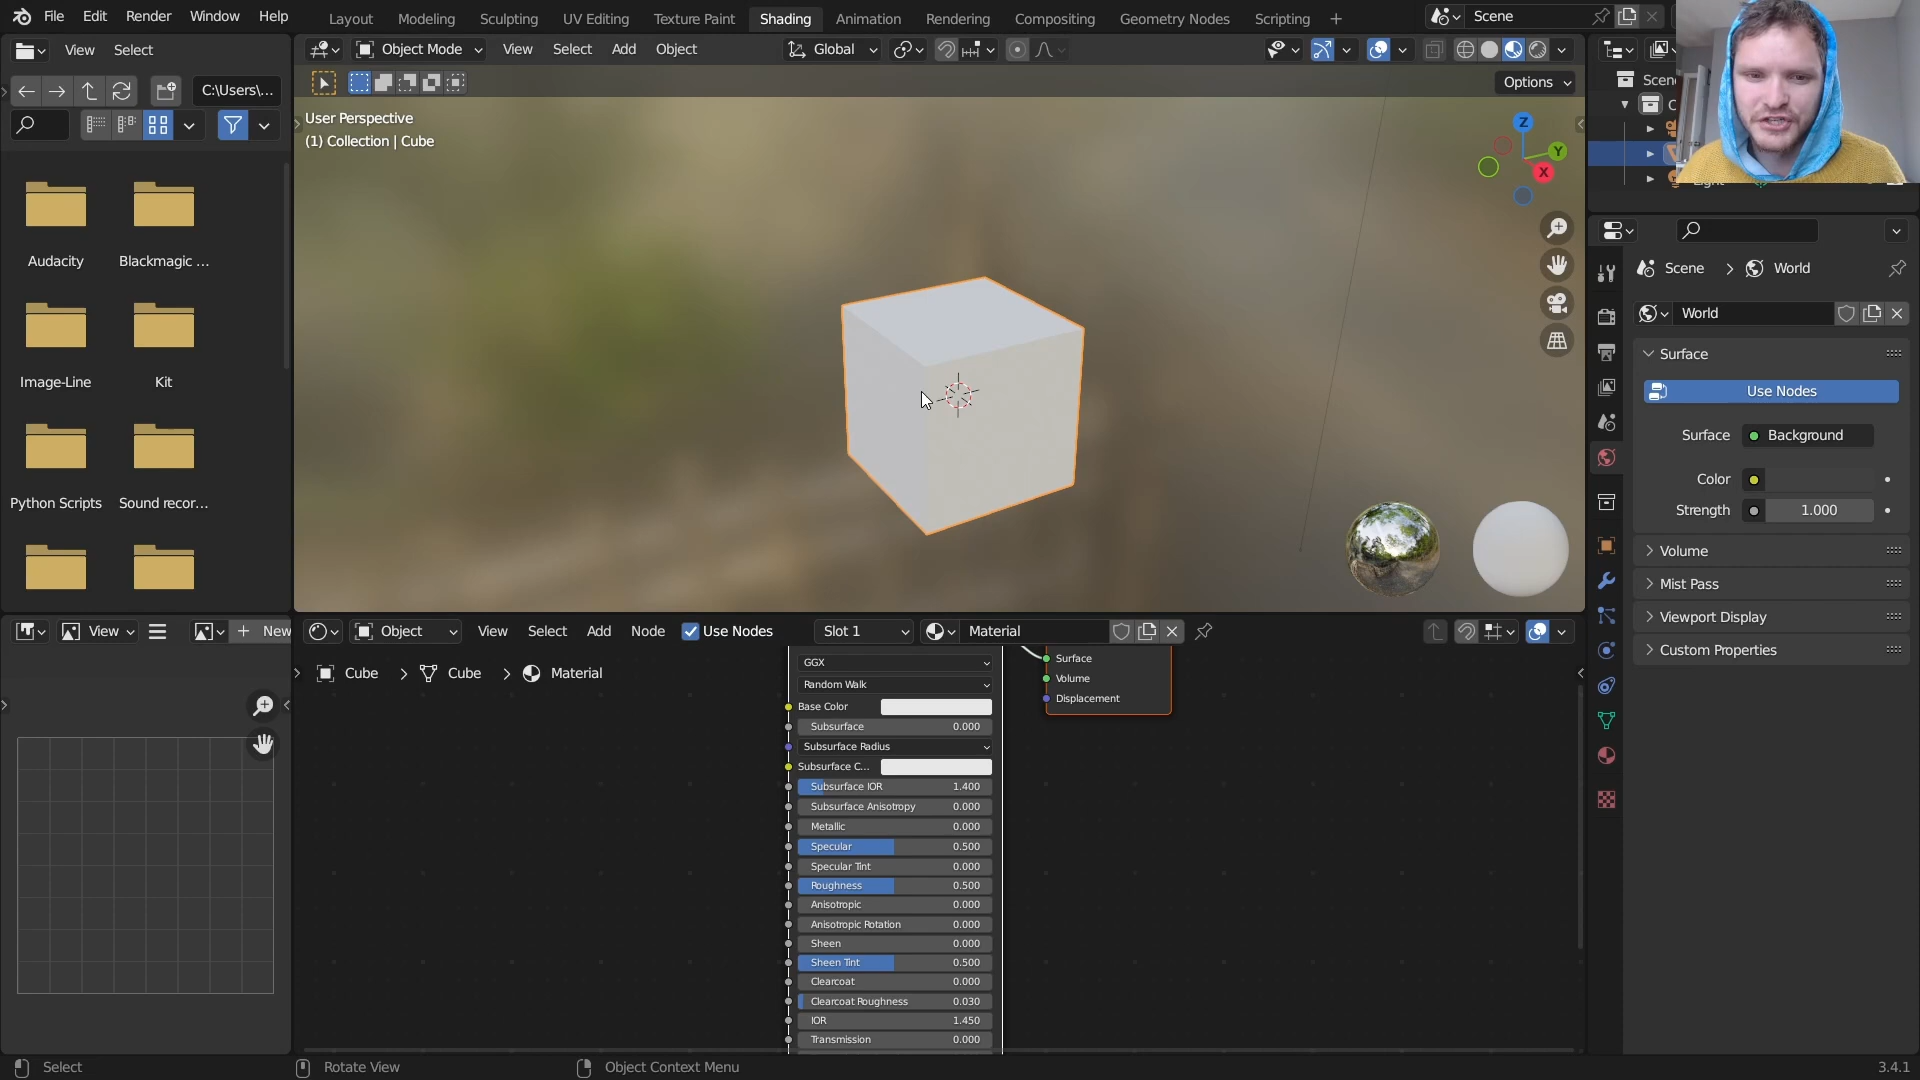 File Edit Render Window Help Layout Modeling Sculpting UV Editing Texture Paint Shading Animation Rendering Compositing Geometry Nodes Scripting + Scene
View Select
Object Mode View Select Add Object Global
C:\Users\...
Options
User Perspective
(1) Collection | Cube
Z
Y
X
Scen
C
Light
Audacity Blackmagic ...
Image-Line Kit
Python Scripts Sound recor...
Scene > World
World
Surface
Use Nodes
Surface Background
Color
Strength 1.000
Volume
Mist Pass
Viewport Display
Custom Properties
View + New
Object View Select Add Node Use Nodes Slot 1 Material
Cube > Cube > Material
GGX
Random Walk
Base Color
Subsurface 0.000
Subsurface Radius
Subsurface C...
Subsurface IOR 1.400
Subsurface Anisotropy 0.000
Metallic 0.000
Specular 0.500
Specular Tint 0.000
Roughness 0.500
Anisotropic 0.000
Anisotropic Rotation 0.000
Sheen 0.000
Sheen Tint 0.500
Clearcoat 0.000
Clearcoat Roughness 0.030
IOR 1.450
Transmission 0.000
Surface
Volume
Displacement
Select Rotate View Object Context Menu 3.4.1